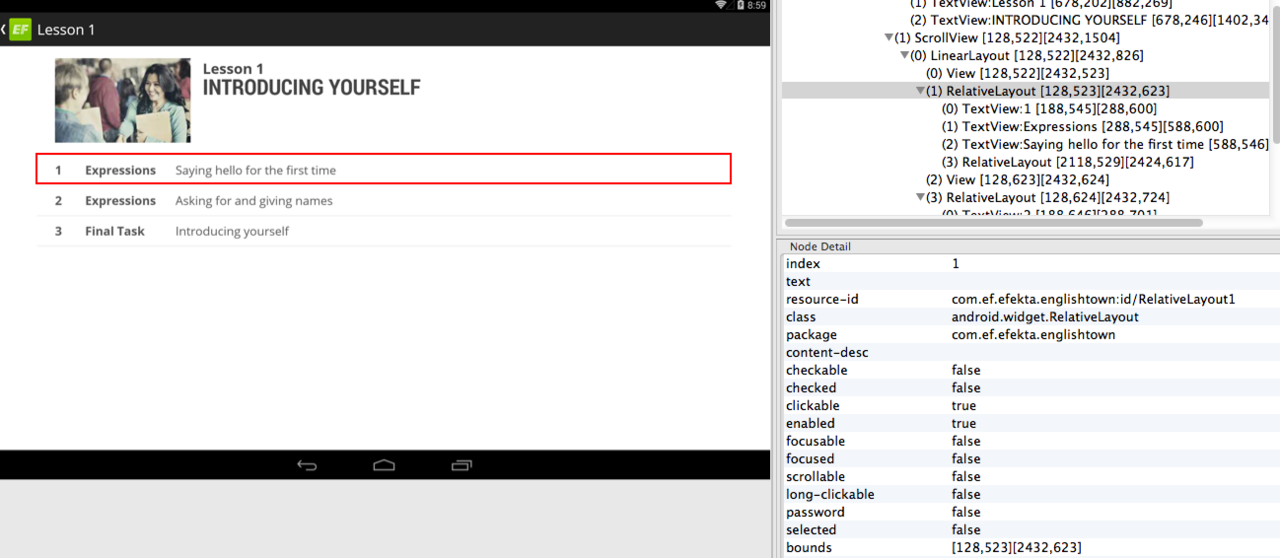 8:59
EF Lesson 1
Lesson 1
INTRODUCING YOURSELF
1 Expressions Saying hello for the first time
2 Expressions Asking for and giving names
3 Final Task Introducing yourself
(1) TextView:Lesson 1 [678,202][882,269]
(2) TextView:INTRODUCING YOURSELF [678,246][1402,34
(1) ScrollView [128,522][2432,1504]
(0) LinearLayout [128,522][2432,826]
(0) View [128,522][2432,523]
(1) RelativeLayout [128,523][2432,623]
(0) TextView:1 [188,545][288,600]
(1) TextView:Expressions [288,545][588,600]
(2) TextView:Saying hello for the first time [588,546]
(3) RelativeLayout [2118,529][2424,617]
(2) View [128,623][2432,624]
(3) RelativeLayout [128,624][2432,724]
(0) TextView:2 [188,646][288,701]
Node Detail
index 1
text
resource-id com.ef.efekta.englishtown:id/RelativeLayout1
class android.widget.RelativeLayout
package com.ef.efekta.englishtown
content-desc
checkable false
checked false
clickable true
enabled true
focusable false
focused false
scrollable false
long-clickable false
password false
selected false
bounds [128,523][2432,623]